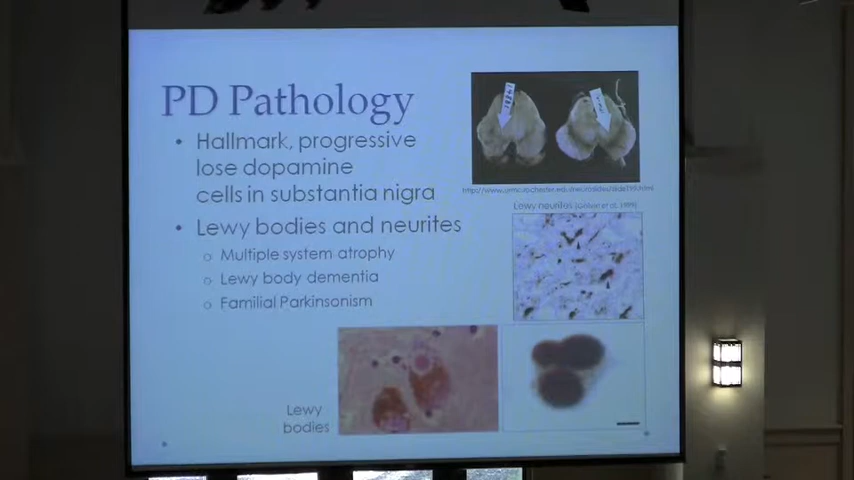 PD Pathology
• Hallmark, progressive
lose dopamine
cells in substantia nigra
• Lewy bodies and neurites
○ Multiple system atrophy
○ Lewy body dementia
○ Familial Parkinsonism
Lewy neurites
Lewy
bodies